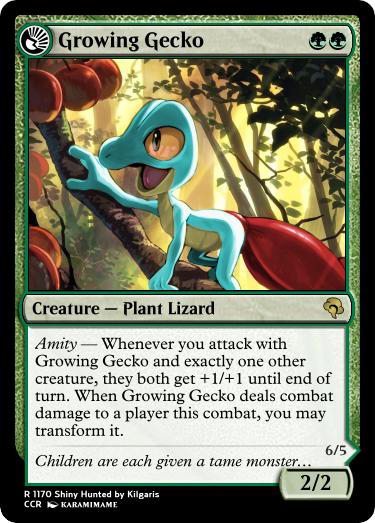 Growing Gecko
Creature — Plant Lizard
Amity — Whenever you attack with
Growing Gecko and exactly one other
creature, they both get +1/+1 until end of
turn. When Growing Gecko deals combat
damage to a player this combat, you may
transform it.
6/5
Children are each given a tame monster…
2/2
R 1170 Shiny Hunted by Kilgaris
CCR KARAMIMAME